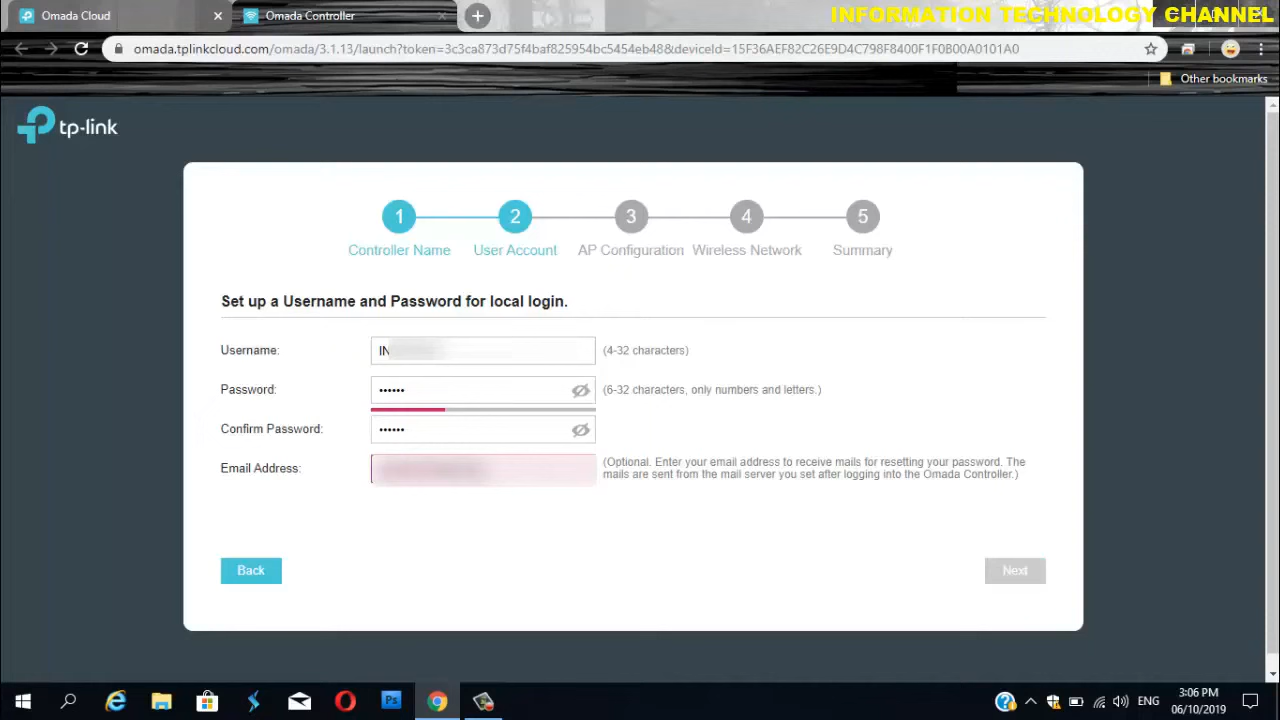 Omada Cloud
Omada Controller
INFORMATION TECHNOLOGY CHANNEL
omada.tplinkcloud.com/omada/3.1.13/launch?token=3c3ca873d75f4baf825954bc5454eb48&deviceId=15F36AEF82C26E9D4C798F8400F1F0B00A0101A0
Other bookmarks
tp-link
1 2 3 4 5
Controller Name User Account AP Configuration Wireless Network Summary
Set up a Username and Password for local login.
Username: IN (4-32 characters)
Password: •••••• (6-32 characters, only numbers and letters.)
Confirm Password: ••••••
Email Address: (Optional. Enter your email address to receive mails for resetting your password. The
mails are sent from the mail server you set after logging into the Omada Controller.)
Back Next
Ps
ENG
3:06 PM
06/10/2019